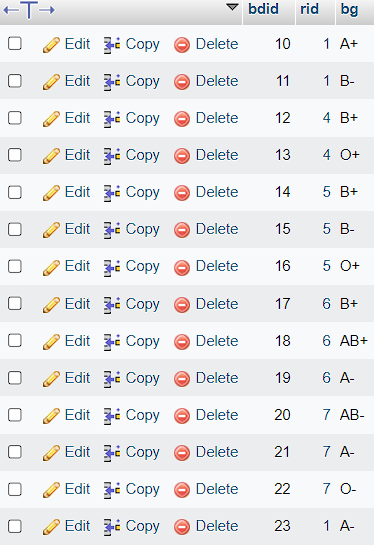 bdid rid bg
Edit Copy Delete 10 1 A+
Edit Copy Delete 11 1 B-
Edit Copy Delete 12 4 B+
Edit Copy Delete 13 4 O+
Edit Copy Delete 14 5 B+
Edit Copy Delete 15 5 B-
Edit Copy Delete 16 5 O+
Edit Copy Delete 17 6 B+
Edit Copy Delete 18 6 AB+
Edit Copy Delete 19 6 A-
Edit Copy Delete 20 7 AB-
Edit Copy Delete 21 7 A-
Edit Copy Delete 22 7 O-
Edit Copy Delete 23 1 A-